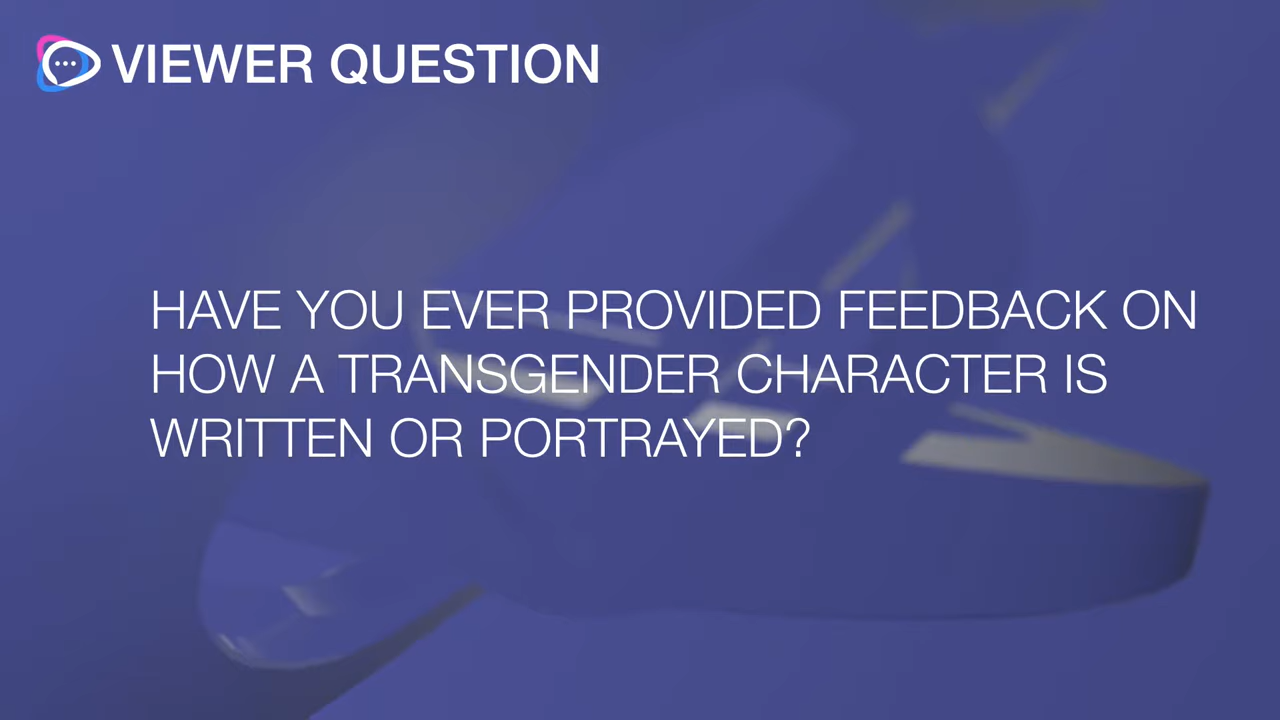 VIEWER QUESTION
HAVE YOU EVER PROVIDED FEEDBACK ON
HOW A TRANSGENDER CHARACTER IS
WRITTEN OR PORTRAYED?